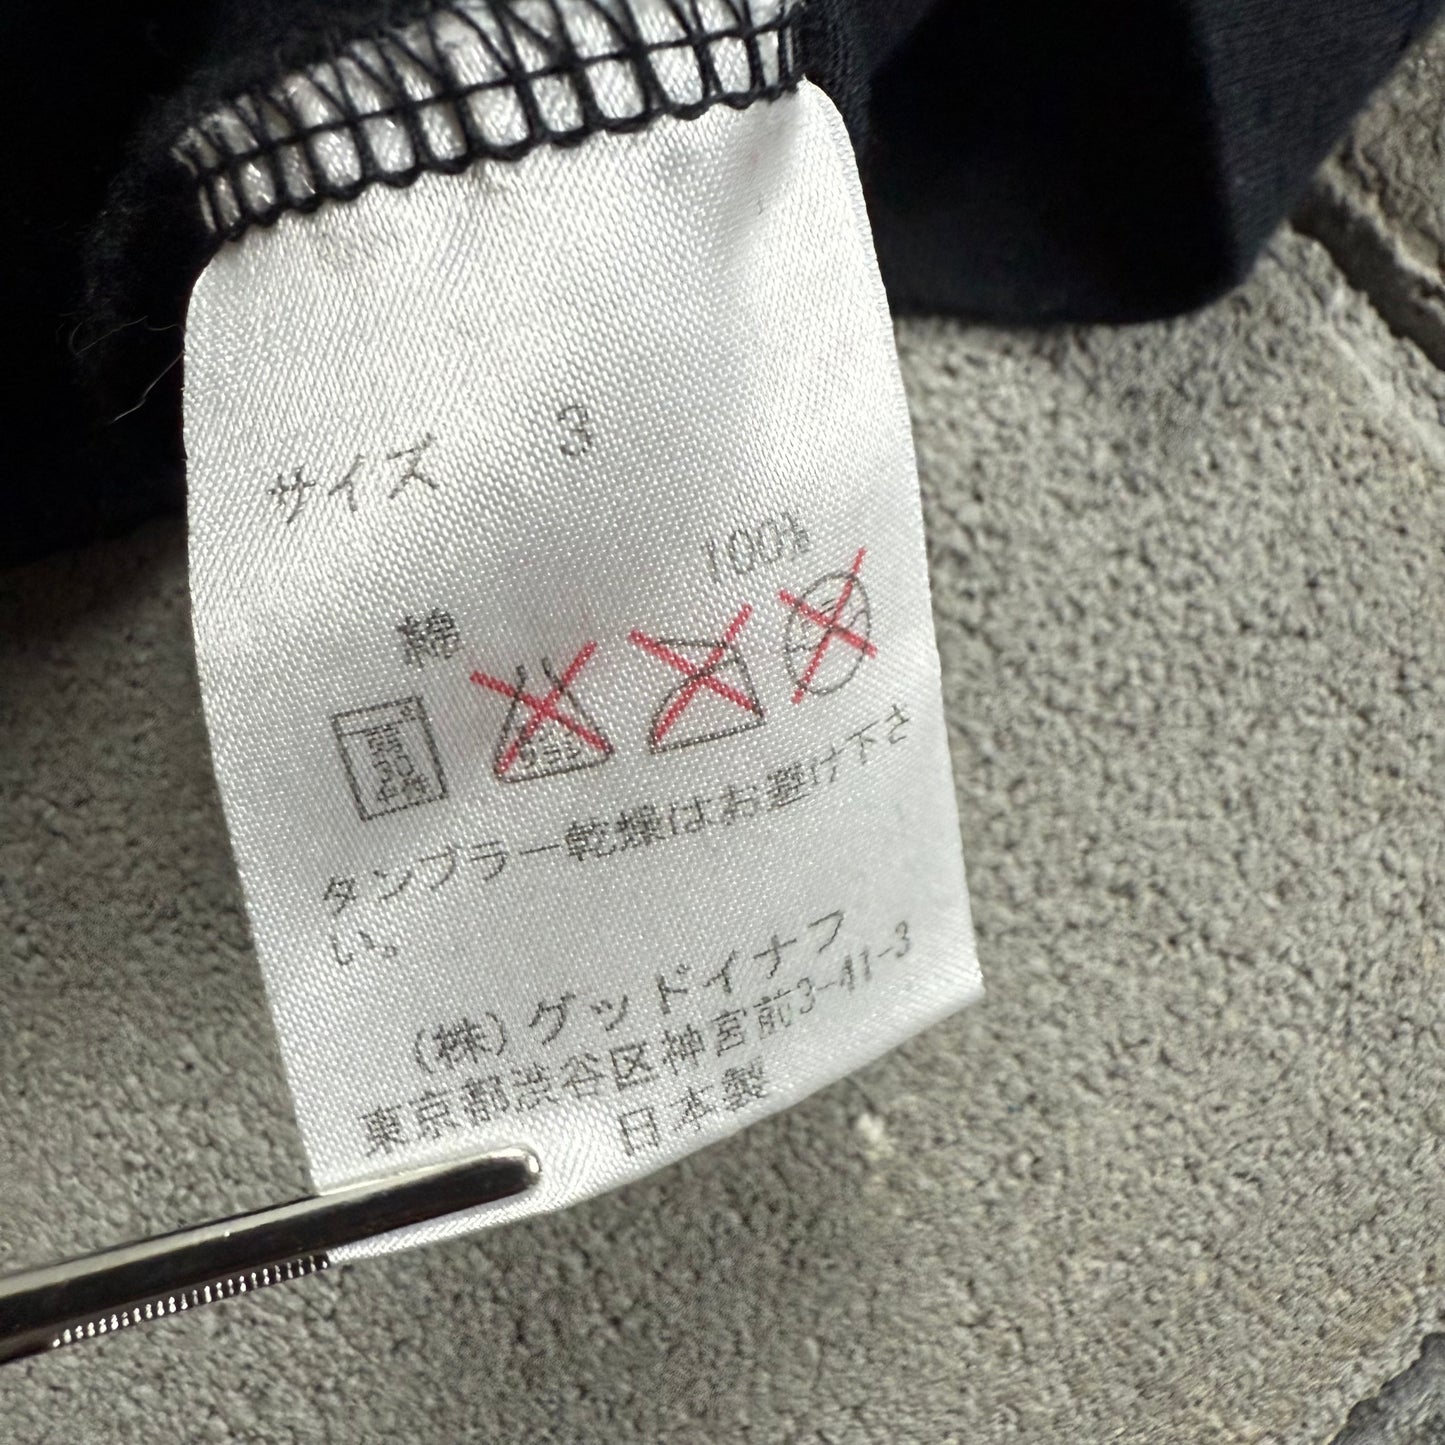 サイズ 3
綿 100%
タンブラー乾燥はお避け下さ
い。
(株)グッドイナフ
東京都渋谷区神宮前3-41-3
日本製